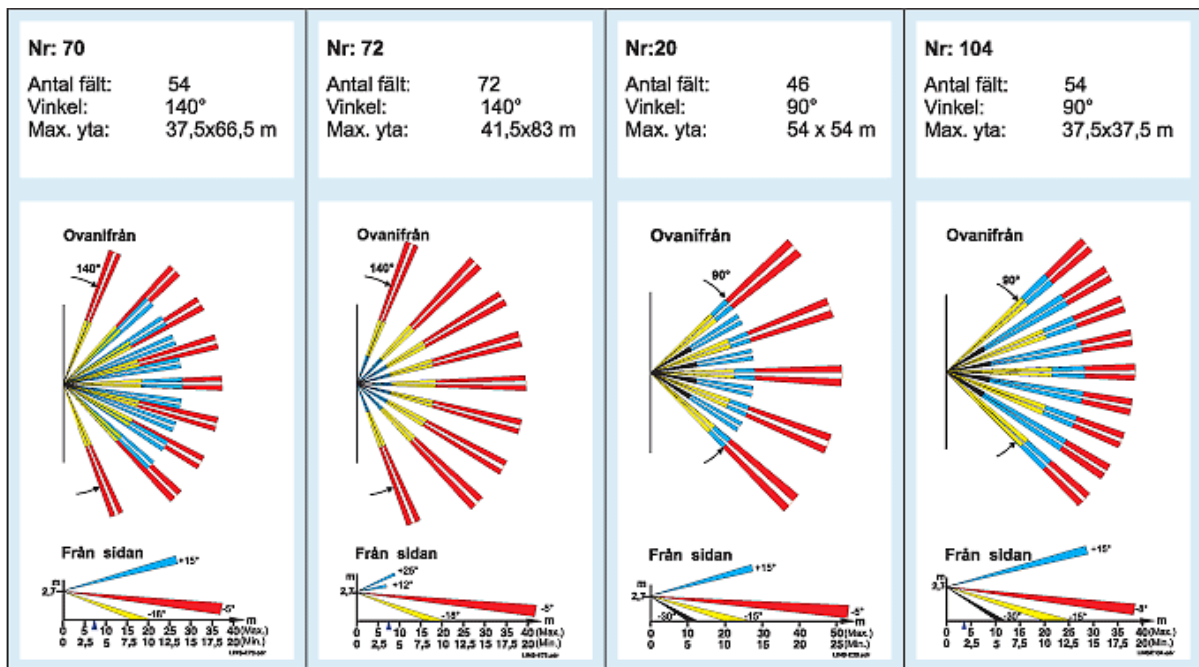 Nr: 70
Antal fält: 54
Vinkel: 140°
Max. yta: 37,5x66,5 m
Ovanifrån
140°
Från sidan
+15°
m
2,7
-5°
m
0 5 10 15 20 25 30 35 40 (Max.)
0 2,5 5 7,5 10 12,5 15 17,5 20 (Min.)
Nr: 72
Antal fält: 72
Vinkel: 140°
Max. yta: 41,5x83 m
Ovanifrån
140°
Från sidan
+25°
+12°
m
2,7
-5°
m
0 5 10 15 20 25 30 35 40 (Max.)
0 2,5 5 7,5 10 12,5 15 17,5 20 (Min.)
Nr:20
Antal fält: 46
Vinkel: 90°
Max. yta: 54 x 54 m
Ovanifrån
90°
Från sidan
+15°
m
2,7
-5°
-30°
-15°
m
0 10 20 30 40 50 (Max.)
0 5 10 15 20 25 (Min.)
Nr: 104
Antal fält: 54
Vinkel: 90°
Max. yta: 37,5x37,5 m
Ovanifrån
90°
Från sidan
+15°
m
2,7
-5°
-30°
-15°
m
0 5 10 15 20 25 30 35 40 (Max.)
0 2,5 5 7,5 10 12,5 15 17,5 20 (Min.)